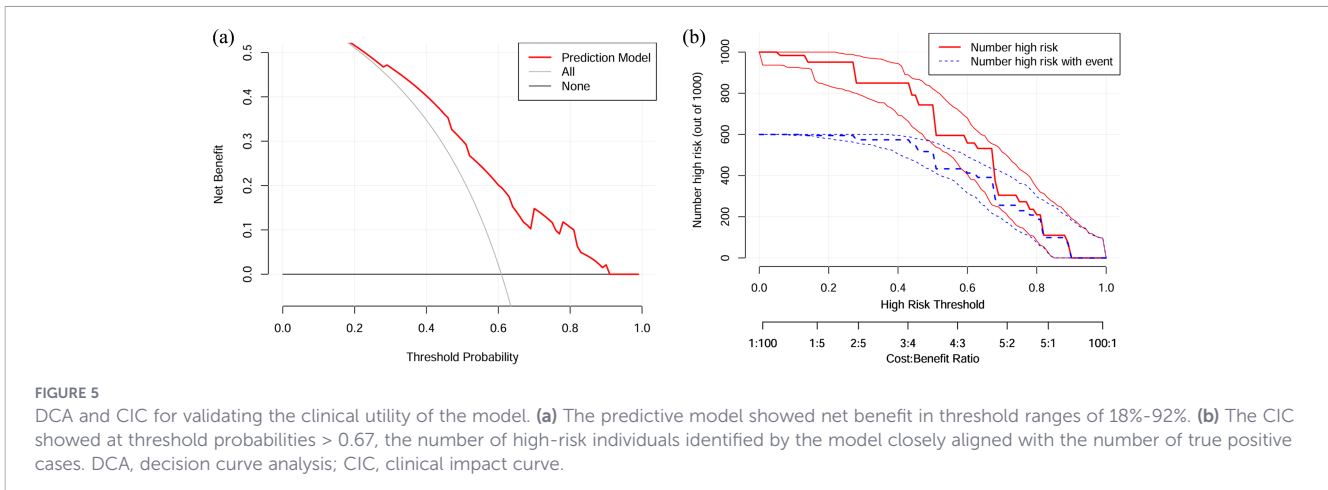 (a)
Prediction Model
All
None
Net Benefit
0.5
0.4
0.3
0.2
0.1
0.0
0.0 0.2 0.4 0.6 0.8 1.0
Threshold Probability
(b)
Number high risk
Number high risk with event
Number high risk (out of 1000)
1000
800
600
400
200
0
0.0 0.2 0.4 0.6 0.8 1.0
High Risk Threshold
1:100 1:5 2:5 3:4 4:3 5:2 5:1 100:1
Cost:Benefit Ratio
FIGURE 5
DCA and CIC for validating the clinical utility of the model. (a) The predictive model showed net benefit in threshold ranges of 18%-92%. (b) The CIC
showed at threshold probabilities > 0.67, the number of high-risk individuals identified by the model closely aligned with the number of true positive
cases. DCA, decision curve analysis; CIC, clinical impact curve.